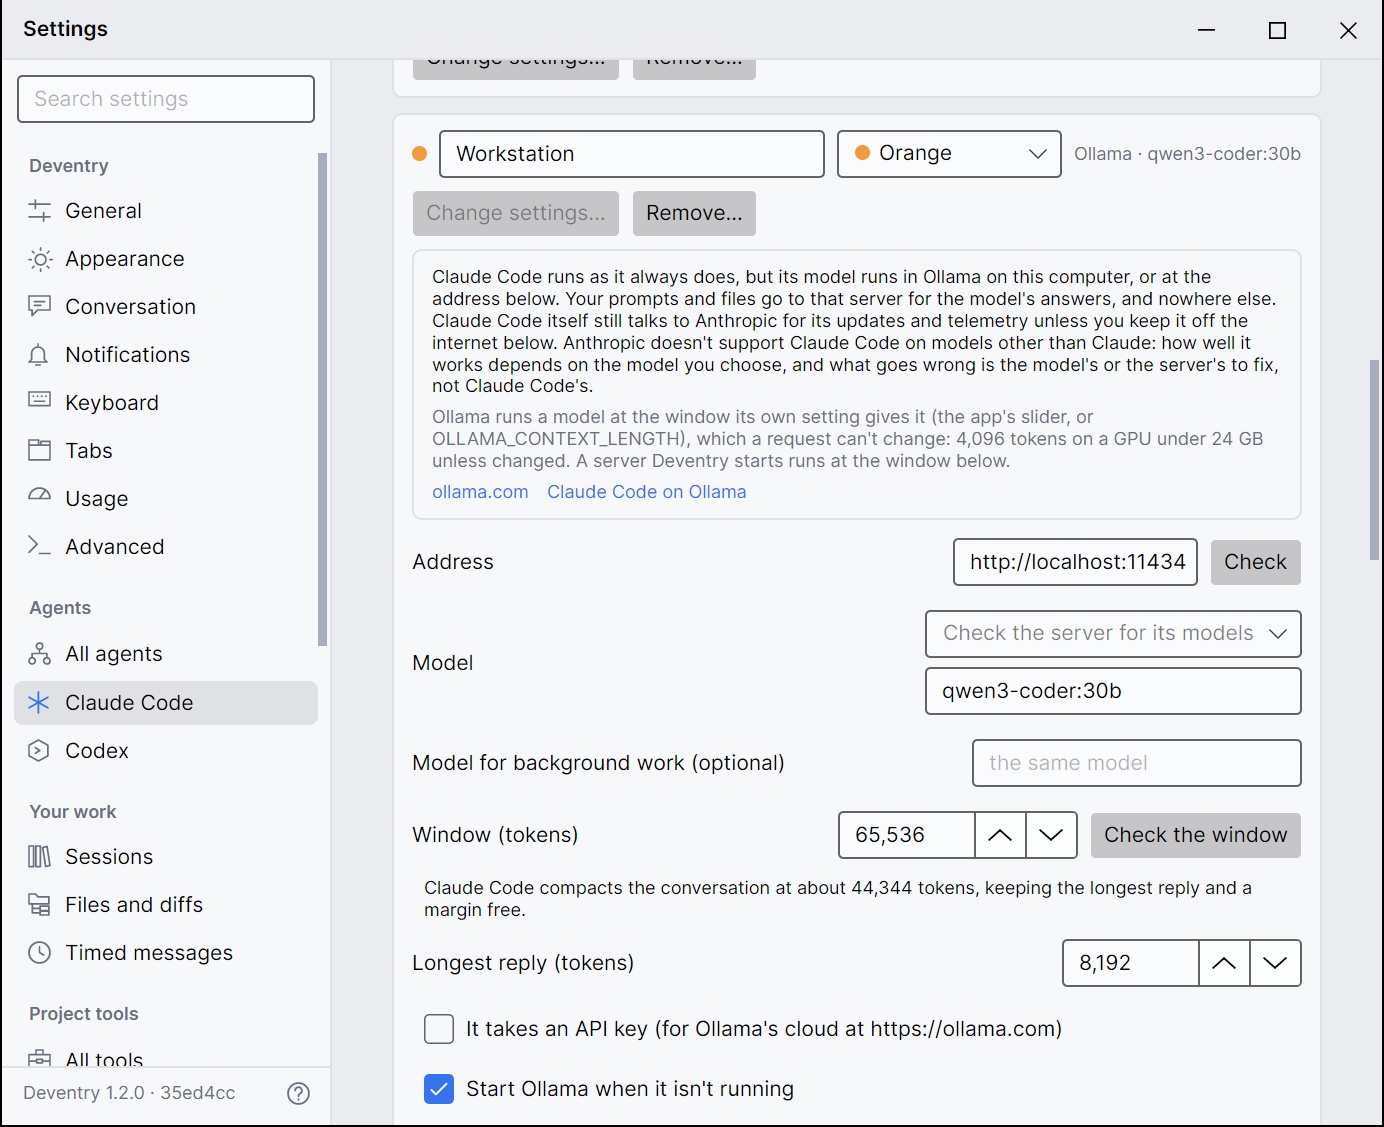 Settings
Search settings
Deventry
General
Appearance
Conversation
Notifications
Keyboard
Tabs
Usage
Advanced
Agents
All agents
Claude Code
Codex
Your work
Sessions
Files and diffs
Timed messages
Project tools
All tools
Deventry 1.2.0 · 35ed4cc
Change settings... Remove...
Workstation Orange Ollama · qwen3-coder:30b
Change settings... Remove...
Claude Code runs as it always does, but its model runs in Ollama on this computer, or at the
address below. Your prompts and files go to that server for the model's answers, and nowhere else.
Claude Code itself still talks to Anthropic for its updates and telemetry unless you keep it off the
internet below. Anthropic doesn't support Claude Code on models other than Claude: how well it
works depends on the model you choose, and what goes wrong is the model's or the server's to fix,
not Claude Code's.
Ollama runs a model at the window its own setting gives it (the app's slider, or
OLLAMA_CONTEXT_LENGTH), which a request can't change: 4,096 tokens on a GPU under 24 GB
unless changed. A server Deventry starts runs at the window below.
ollama.com Claude Code on Ollama
Address http://localhost:11434 Check
Check the server for its models
Model
qwen3-coder:30b
Model for background work (optional) the same model
Window (tokens) 65,536 Check the window
Claude Code compacts the conversation at about 44,344 tokens, keeping the longest reply and a
margin free.
Longest reply (tokens) 8,192
It takes an API key (for Ollama's cloud at https://ollama.com)
Start Ollama when it isn't running